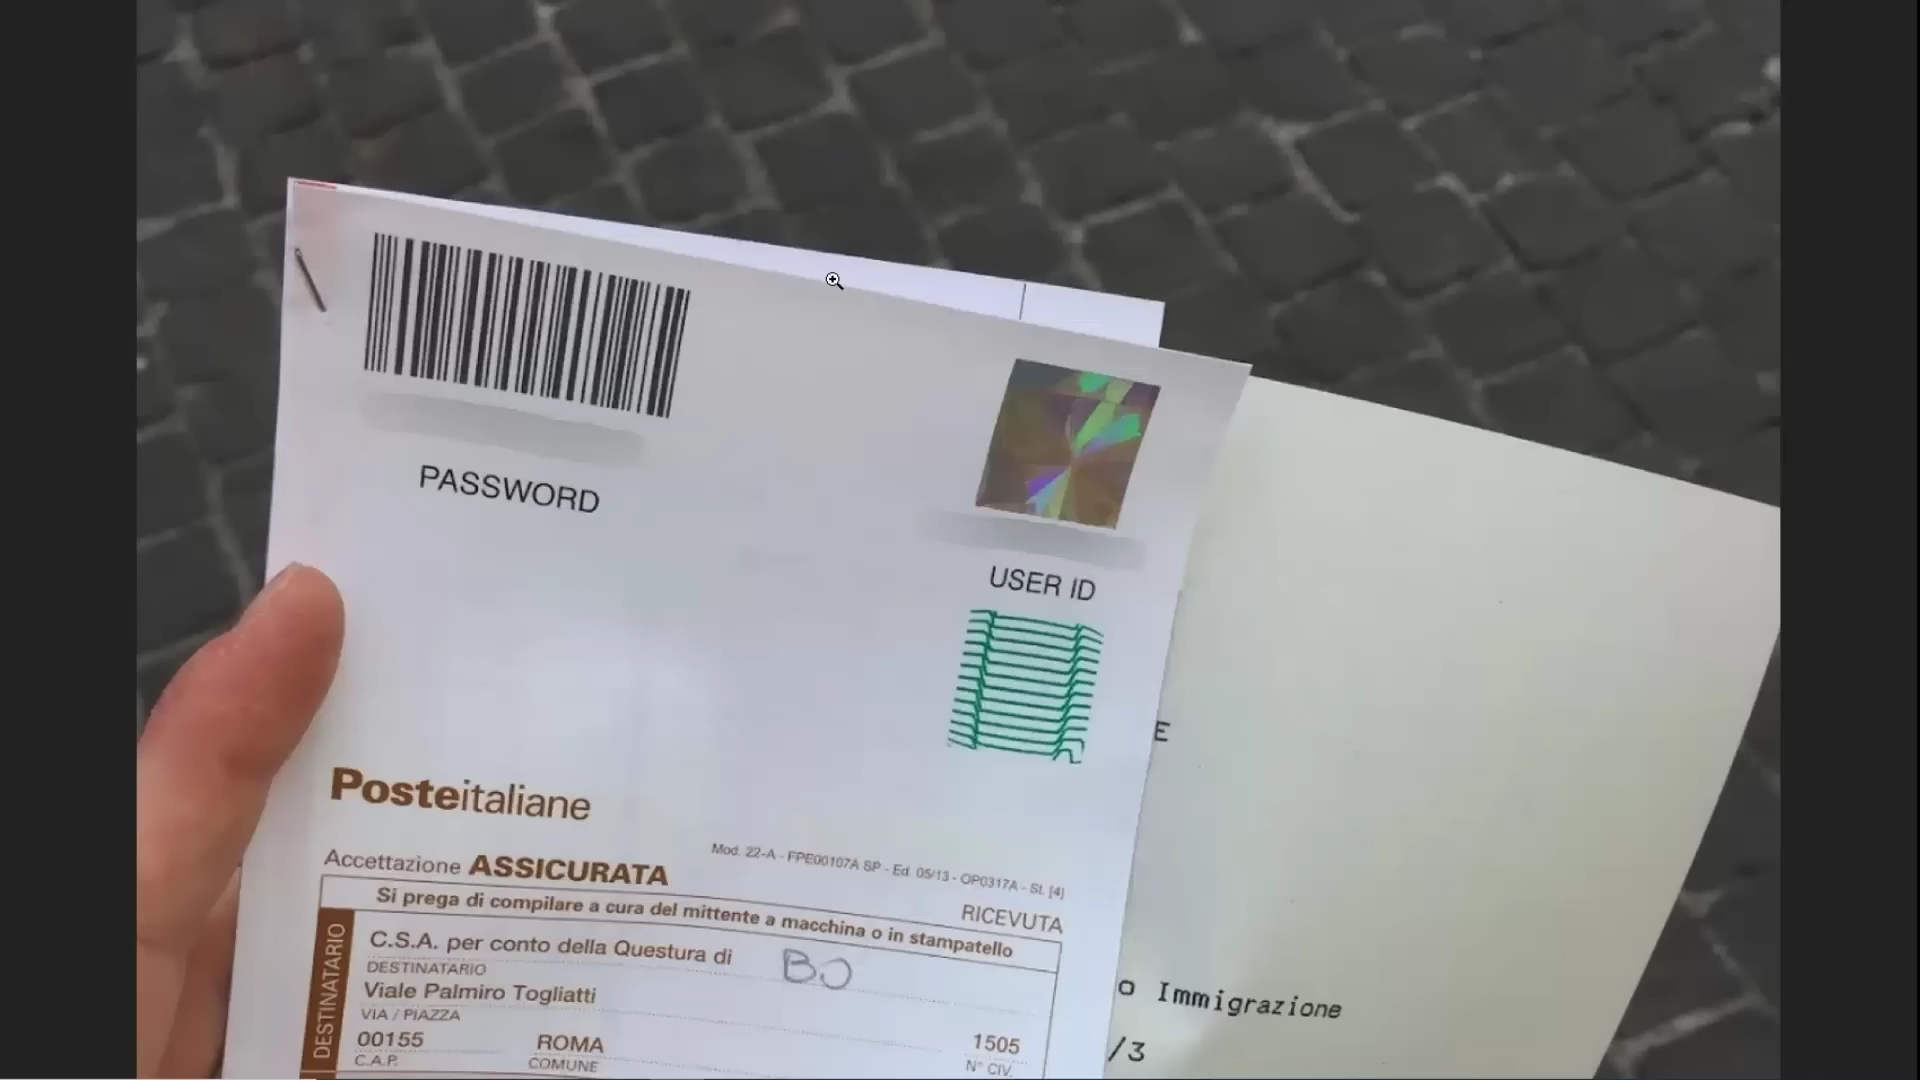 PASSWORD
USER ID
Posteitaliane
Mod. 22-A - FPE00107A SP - Ed 05/13 - OP0317A - St. [4]
Accettazione ASSICURATA
RICEVUTA
Si prega di compilare a cura del mittente a macchina o in stampatello
DESTINATARIO
C.S.A. per conto della Questura di BO
DESTINATARIO
Viale Palmiro Togliatti
VIA / PIAZZA
00155 ROMA 1505
C.A.P. COMUNE N° CIV.
E
o Immigrazione
/3